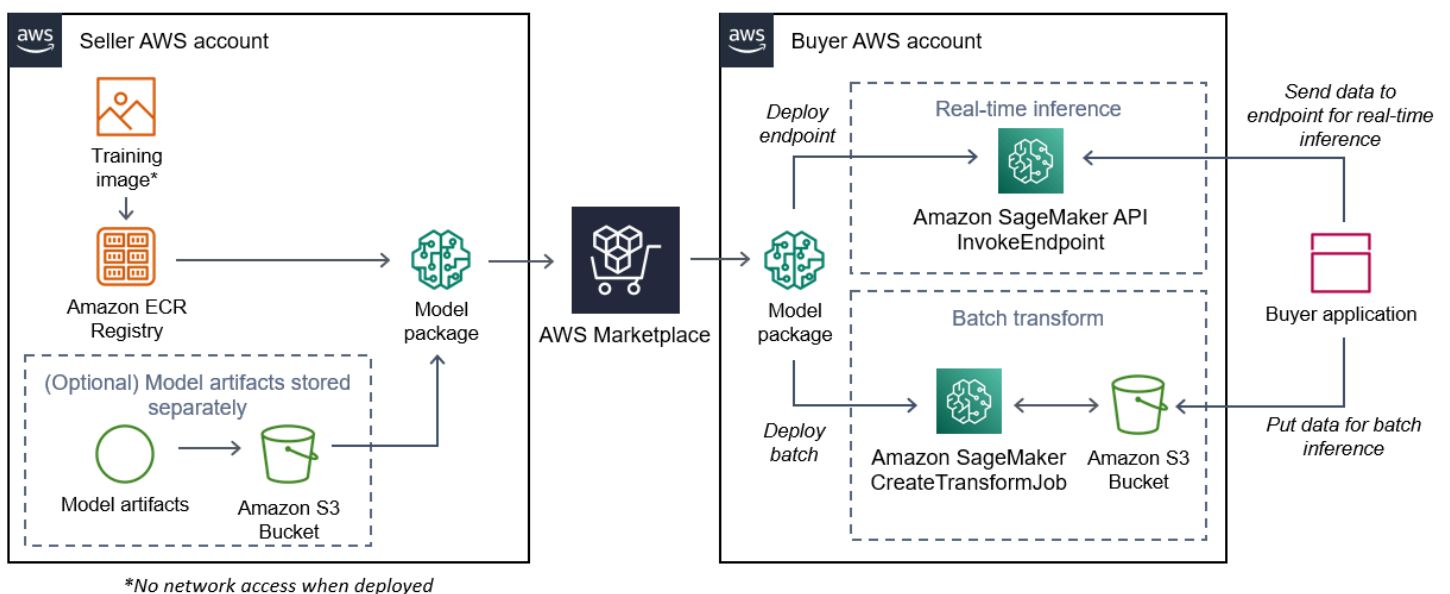 aws
Seller AWS account
Training
image*
Amazon ECR
Registry
Model
package
(Optional) Model artifacts stored
separately
Model artifacts
Amazon S3
Bucket
*No network access when deployed
AWS Marketplace
aws
Buyer AWS account
Deploy
endpoint
Real-time inference
Amazon SageMaker API
InvokeEndpoint
Model
package
Deploy
batch
Batch transform
Amazon SageMaker
CreateTransformJob
Amazon S3
Bucket
Send data to
endpoint for real-time
inference
Buyer application
Put data for batch
inference